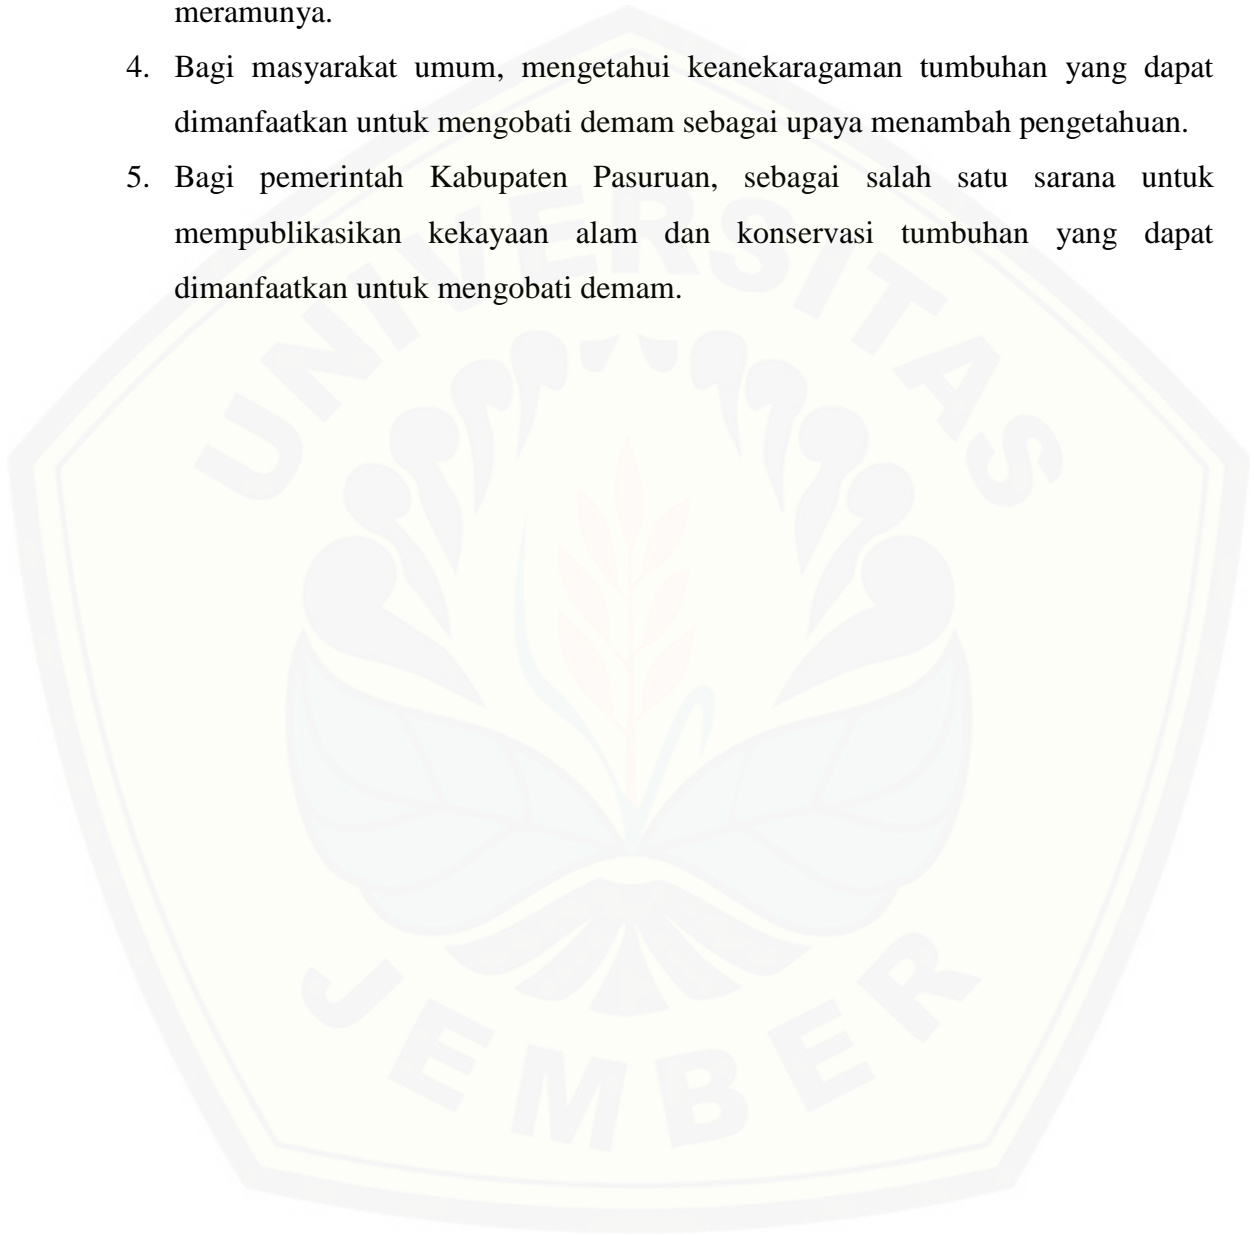 meramunya.
4. Bagi masyarakat umum, mengetahui keanekaragaman tumbuhan yang dapat
dimanfaatkan untuk mengobati demam sebagai upaya menambah pengetahuan.
5. Bagi pemerintah Kabupaten Pasuruan, sebagai salah satu sarana untuk
mempublikasikan kekayaan alam dan konservasi tumbuhan yang dapat
dimanfaatkan untuk mengobati demam.
UNIVERSITAS
JEMBER